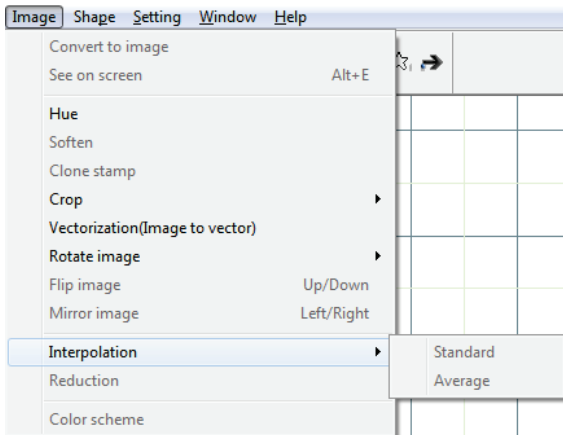 Image Shape Setting Window Help
Convert to image
See on screen Alt+E
Hue
Soften
Clone stamp
Crop
Vectorization(Image to vector)
Rotate image
Flip image Up/Down
Mirror image Left/Right
Interpolation Standard
Reduction Average
Color scheme